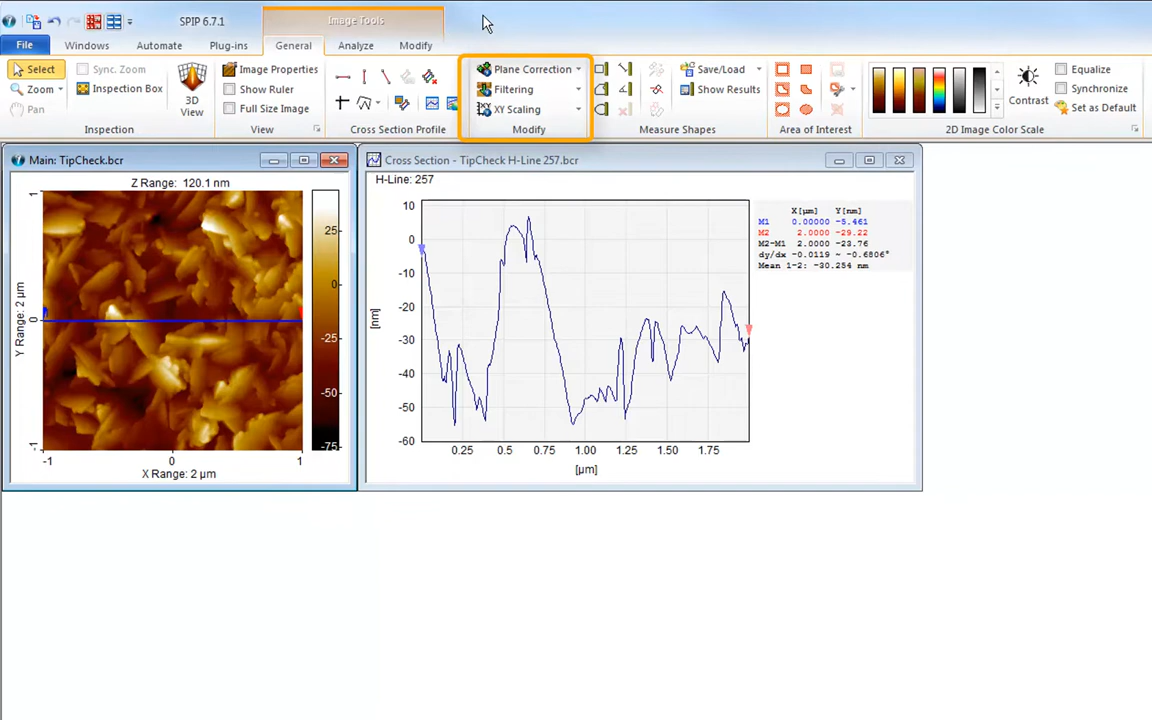 SPIP 6.7.1
Image Tools
File Windows Automate Plug-ins General Analyze Modify
Select Sync. Zoom Image Properties Plane Correction Save/Load Equalize
Zoom Inspection Box 3D View Show Ruler Filtering Show Results Contrast Synchronize
Pan Full Size Image XY Scaling Set as Default
Inspection View Cross Section Profile Modify Measure Shapes Area of Interest 2D Image Color Scale
Main: TipCheck.bcr
Z Range: 120.1 nm
1
25
0
0
-25
-50
-1
-75
Y Range: 2 µm
-1 0 1
X Range: 2 µm
Cross Section - TipCheck H-Line 257.bcr
H-Line: 257
10
0
-10
-20
-30
-40
-50
-60
[nm]
0.25 0.5 0.75 1.00 1.25 1.50 1.75
[µm]
X[µm] Y[nm]
M1 0.00000 -5.461
M2 2.0000 -29.22
M2-M1 2.0000 -23.76
dy/dx -0.0119 ~ -0.6806°
Mean 1-2: -30.254 nm